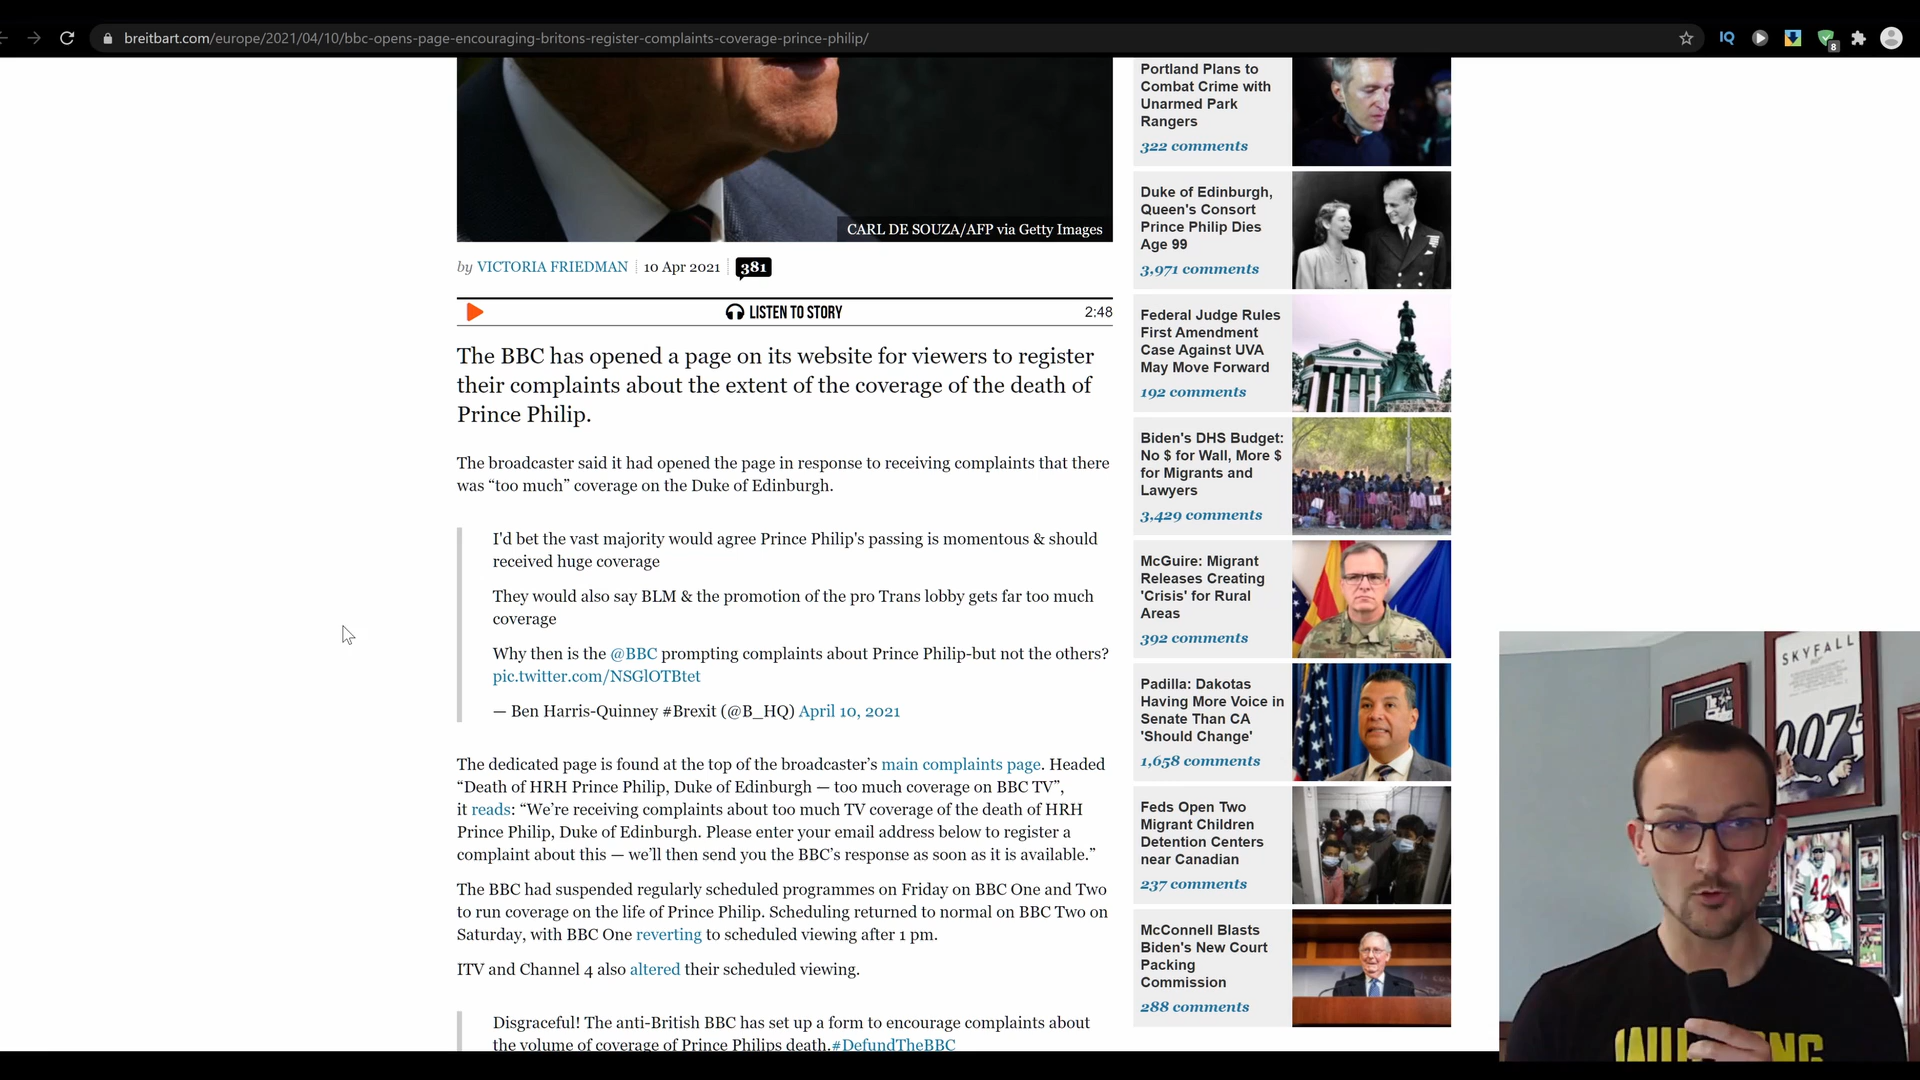 breitbart.com/europe/2021/04/10/bbc-opens-page-encouraging-britons-register-complaints-coverage-prince-philip/
IQ
8
CARL DE SOUZA/AFP via Getty Images
by VICTORIA FRIEDMAN 10 Apr 2021 381
LISTEN TO STORY 2:48
The BBC has opened a page on its website for viewers to register
their complaints about the extent of the coverage of the death of
Prince Philip.
The broadcaster said it had opened the page in response to receiving complaints that there
was “too much” coverage on the Duke of Edinburgh.
I'd bet the vast majority would agree Prince Philip's passing is momentous & should
received huge coverage
They would also say BLM & the promotion of the pro Trans lobby gets far too much
coverage
Why then is the @BBC prompting complaints about Prince Philip-but not the others?
pic.twitter.com/NSGlOTBtet
— Ben Harris-Quinney #Brexit (@B_HQ) April 10, 2021
The dedicated page is found at the top of the broadcaster’s main complaints page. Headed
“Death of HRH Prince Philip, Duke of Edinburgh — too much coverage on BBC TV”,
it reads: “We’re receiving complaints about too much TV coverage of the death of HRH
Prince Philip, Duke of Edinburgh. Please enter your email address below to register a
complaint about this — we’ll then send you the BBC’s response as soon as it is available.”
The BBC had suspended regularly scheduled programmes on Friday on BBC One and Two
to run coverage on the life of Prince Philip. Scheduling returned to normal on BBC Two on
Saturday, with BBC One reverting to scheduled viewing after 1 pm.
ITV and Channel 4 also altered their scheduled viewing.
Disgraceful! The anti-British BBC has set up a form to encourage complaints about
the volume of coverage of Prince Philips death.#DefundTheBBC
Portland Plans to
Combat Crime with
Unarmed Park
Rangers
322 comments
Duke of Edinburgh,
Queen's Consort
Prince Philip Dies
Age 99
3,971 comments
Federal Judge Rules
First Amendment
Case Against UVA
May Move Forward
192 comments
Biden's DHS Budget:
No $ for Wall, More $
for Migrants and
Lawyers
3,429 comments
McGuire: Migrant
Releases Creating
'Crisis' for Rural
Areas
392 comments
Padilla: Dakotas
Having More Voice in
Senate Than CA
'Should Change'
1,658 comments
Feds Open Two
Migrant Children
Detention Centers
near Canadian
237 comments
McConnell Blasts
Biden's New Court
Packing
Commission
288 comments
SKYFALL
007
42